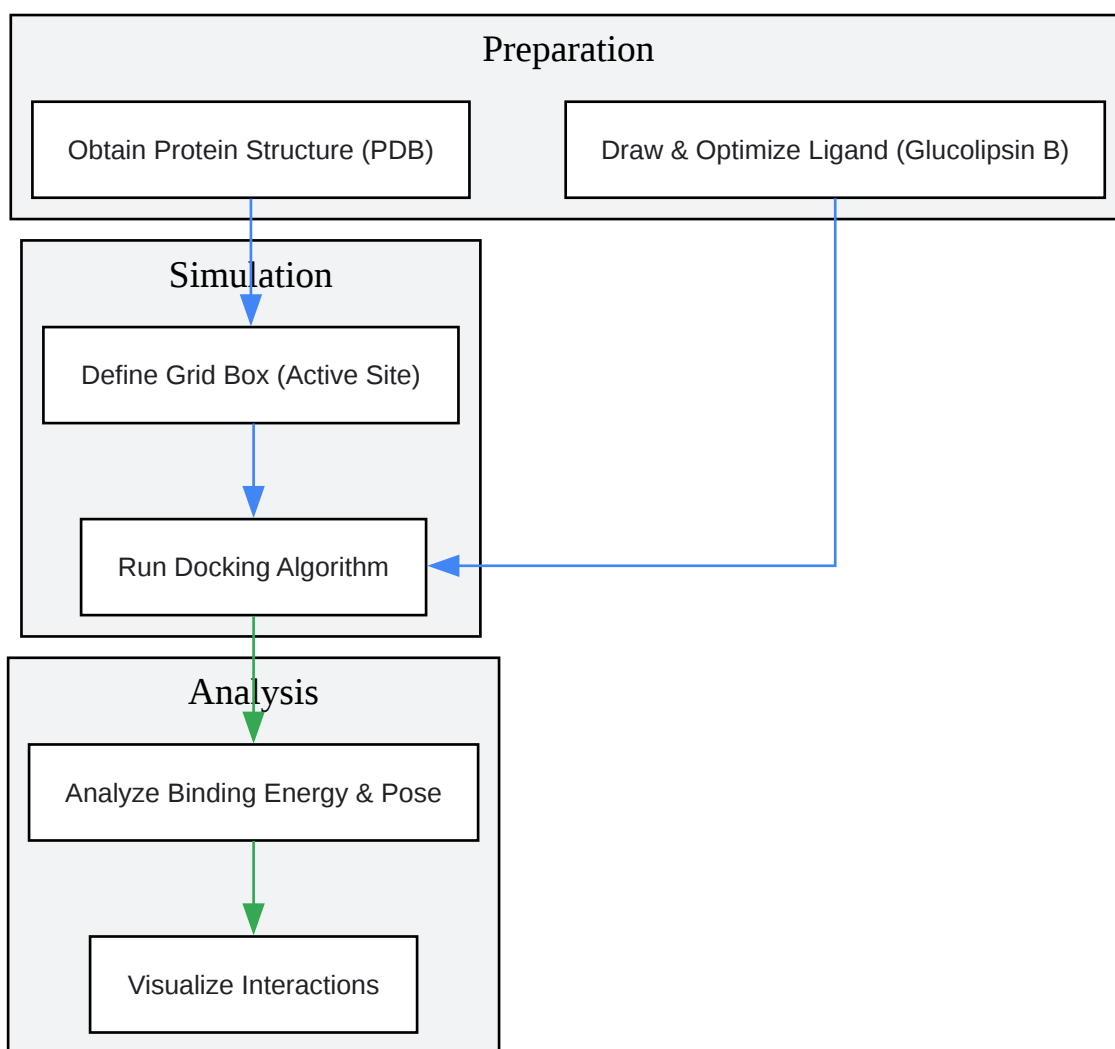 Preparation
Obtain Protein Structure (PDB)
Draw & Optimize Ligand (Glucolipsin B)
Simulation
Define Grid Box (Active Site)
Run Docking Algorithm
Analysis
Analyze Binding Energy & Pose
Visualize Interactions